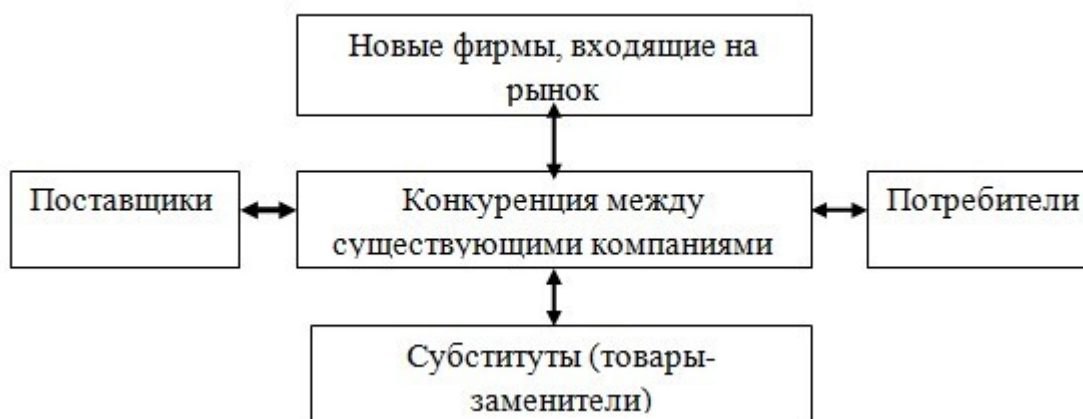 Новые фирмы, входящие на
рынок
Поставщики
Конкуренция между
существующими компаниями
Потребители
Субституты (товары-
заменители)